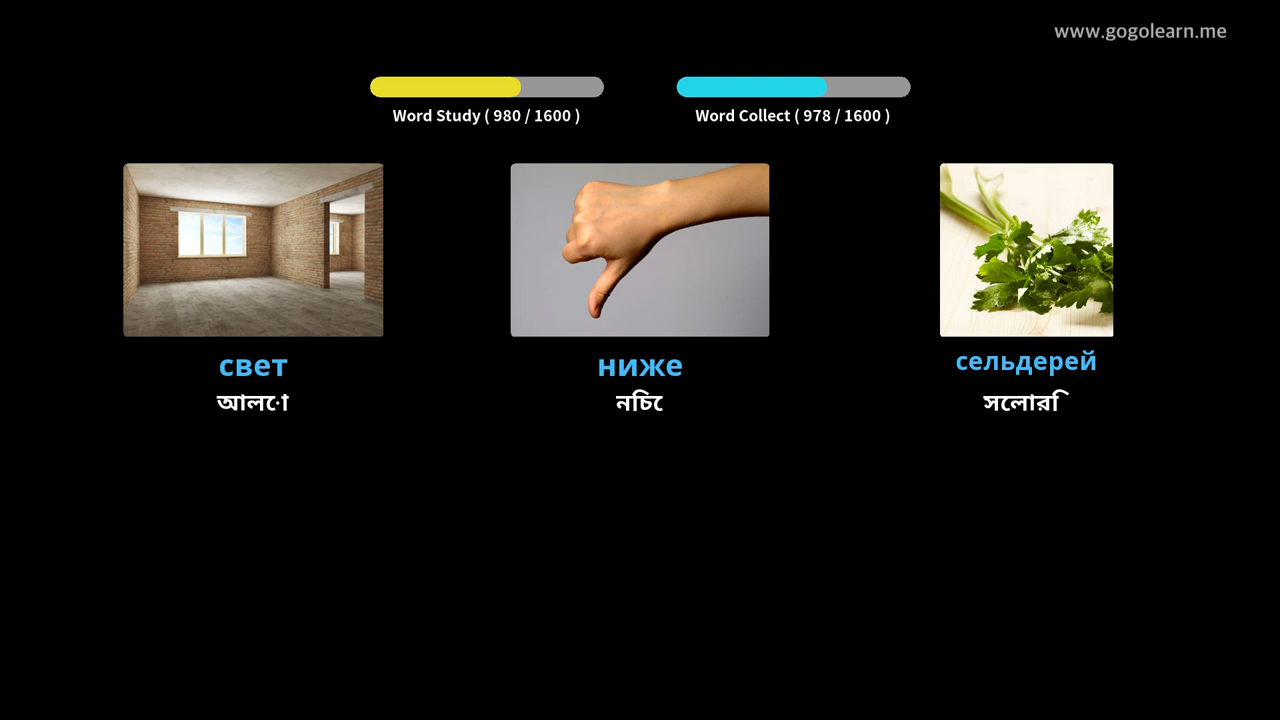 www.gogolearn.me
Word Study ( 980 / 1600 )
Word Collect ( 978 / 1600 )
свет
ниже
сельдерей
আলো
নিচে
সেলোরি